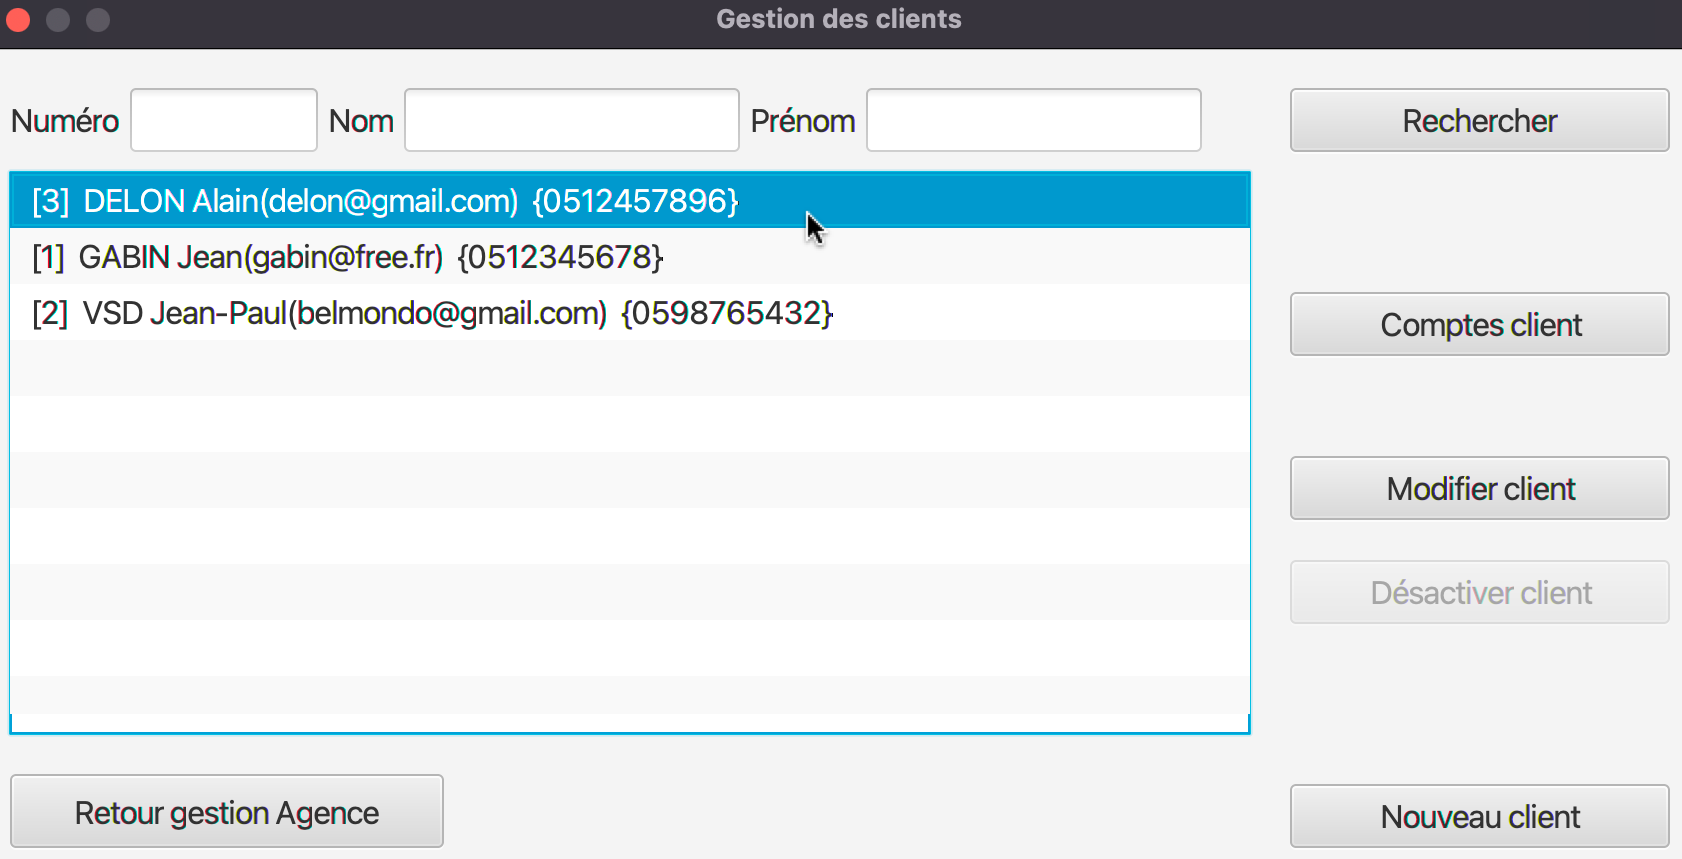 Gestion des clients
Numéro Nom Prénom Rechercher
[3] DELON Alain(delon@gmail.com) {0512457896}
[1] GABIN Jean(gabin@free.fr) {0512345678}
[2] VSD Jean-Paul(belmondo@gmail.com) {0598765432}
Comptes client
Modifier client
Désactiver client
Retour gestion Agence
Nouveau client